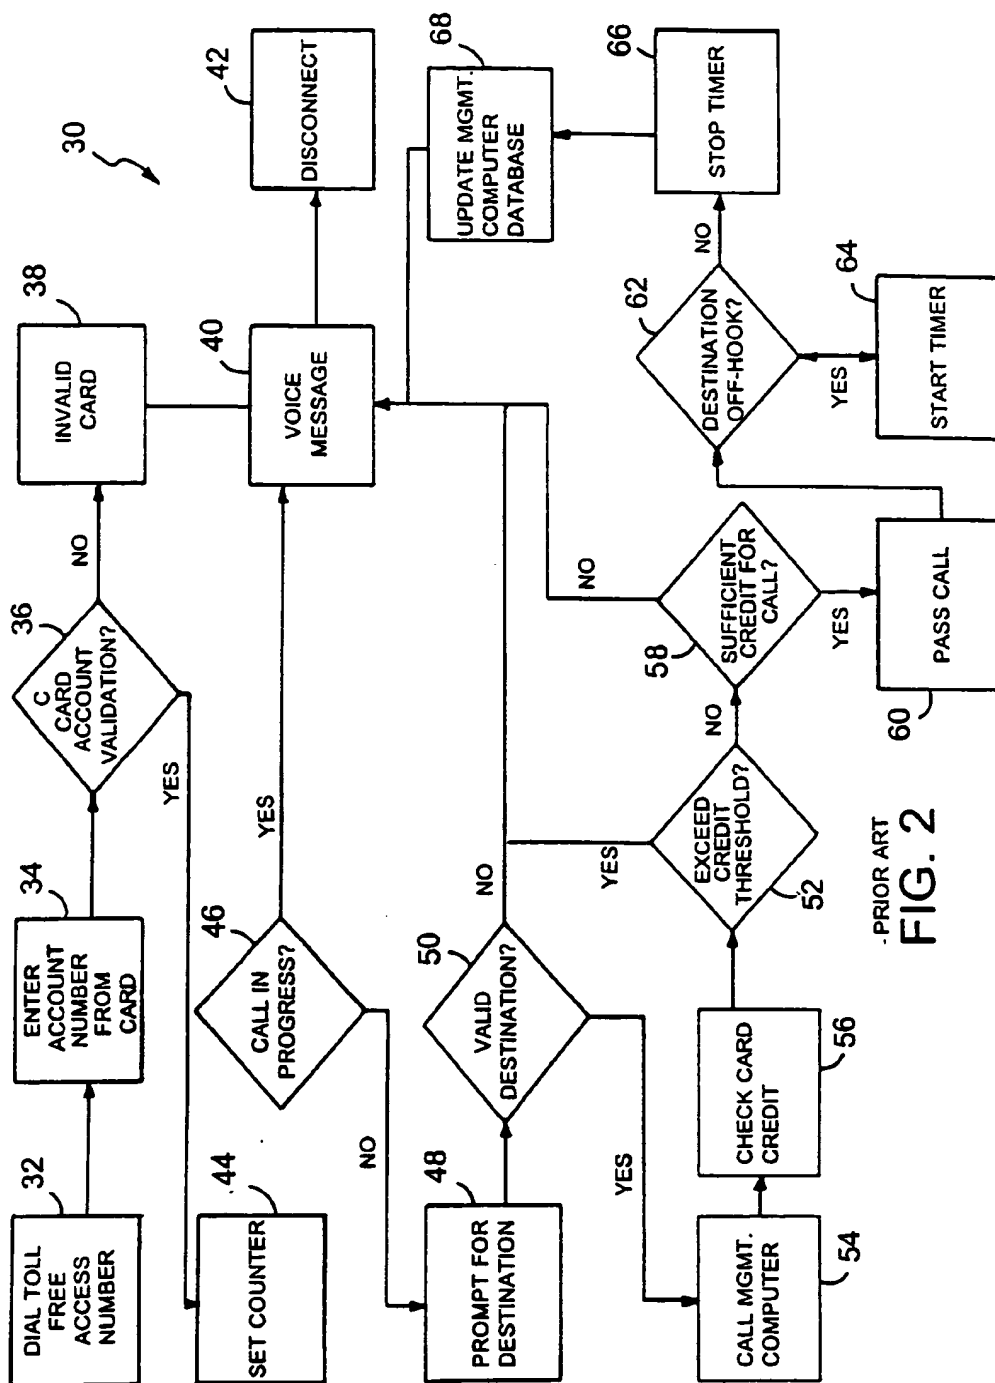 30
32
DIAL TOLL
FREE
ACCESS
NUMBER
34
ENTER
ACCOUNT
NUMBER
FROM
CARD
36
C
CARD
ACCOUNT
VALIDATION?
NO
YES
38
INVALID
CARD
40
VOICE
MESSAGE
42
DISCONNECT
44
SET COUNTER
46
CALL IN
PROGRESS?
YES
NO
48
PROMPT FOR
DESTINATION
50
VALID
DESTINATION?
NO
YES
54
CALL MGMT.
COMPUTER
56
CHECK CARD
CREDIT
52
EXCEED
CREDIT
THRESHOLD?
YES
NO
58
SUFFICIENT
CREDIT FOR
CALL?
NO
YES
60
PASS CALL
62
DESTINATION
OFF-HOOK?
NO
YES
64
START TIMER
66
STOP TIMER
68
UPDATE MGMT.
COMPUTER
DATABASE
-PRIOR ART
FIG. 2